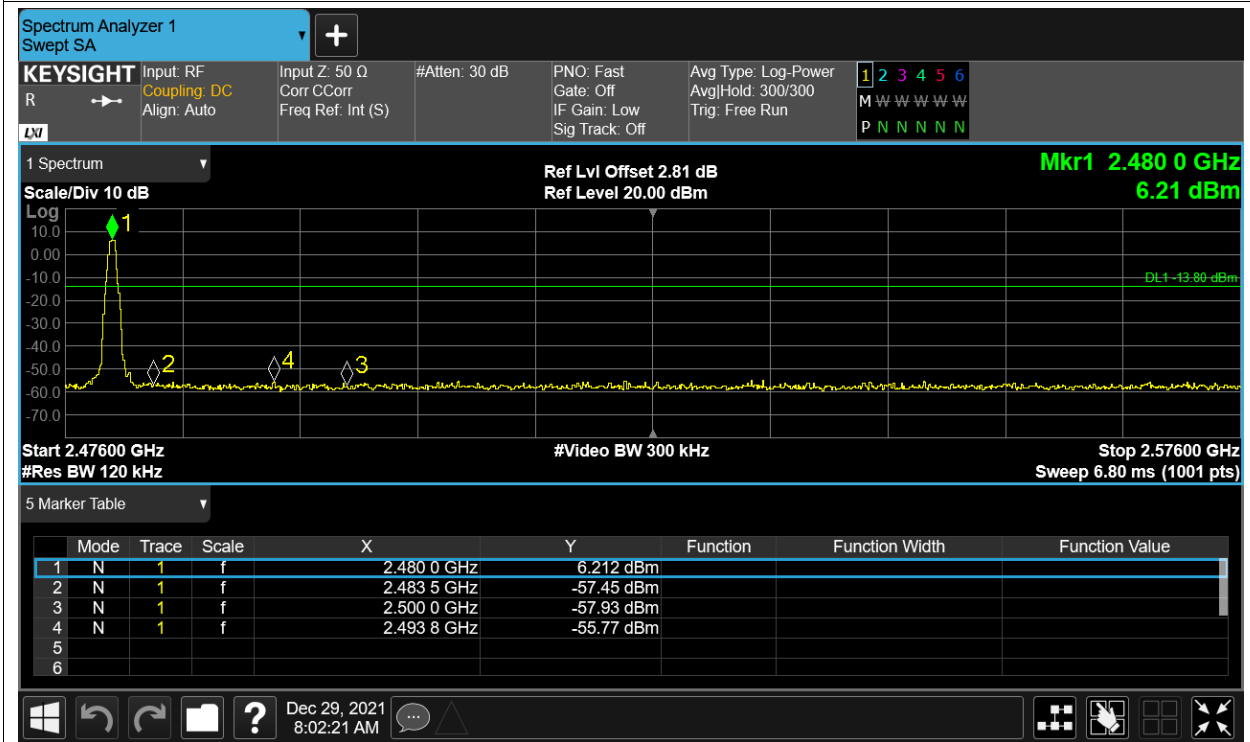 Spectrum Analyzer 1
Swept SA
+
KEYSIGHT Input: RF Input Z: 50 Ω #Atten: 30 dB PNO: Fast Avg Type: Log-Power 1 2 3 4 5 6
R Coupling: DC Corr CCorr Gate: Off Avg|Hold: 300/300 M W W W W W
Align: Auto Freq Ref: Int (S) IF Gain: Low Trig: Free Run
LXI Sig Track: Off P N N N N N
1 Spectrum Ref Lvl Offset 2.81 dB Mkr1 2.480 0 GHz
Scale/Div 10 dB Ref Level 20.00 dBm 6.21 dBm
Log
1
10.0
0.00
-10.0 DL1 -13.80 dBm
-20.0
-30.0
-40.0
2 4 3
-50.0
-60.0
-70.0
Start 2.47600 GHz #Video BW 300 kHz Stop 2.57600 GHz
#Res BW 120 kHz Sweep 6.80 ms (1001 pts)
5 Marker Table
Mode Trace Scale X Y Function Function Width Function Value
1 N 1 f 2.480 0 GHz 6.212 dBm
2 N 1 f 2.483 5 GHz -57.45 dBm
3 N 1 f 2.500 0 GHz -57.93 dBm
4 N 1 f 2.493 8 GHz -55.77 dBm
5
6
? Dec 29, 2021
8:02:21 AM